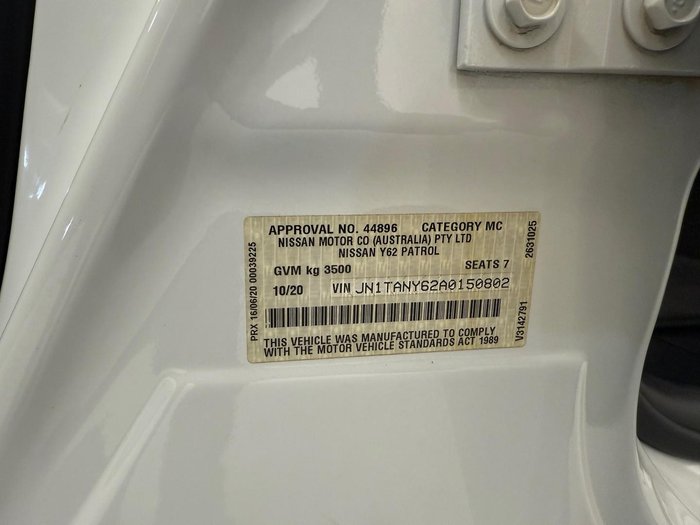 APPROVAL NO. 44896 CATEGORY MC
NISSAN MOTOR CO (AUSTRALIA) PTY LTD
NISSAN Y62 PATROL
GVM kg 3500 SEATS 7
10/20 VIN JN1TANY62A0150802
THIS VEHICLE WAS MANUFACTURED TO COMPLY
WITH THE MOTOR VEHICLE STANDARDS ACT 1989
PRX 16/06/20 00039225
V3142791 2631025